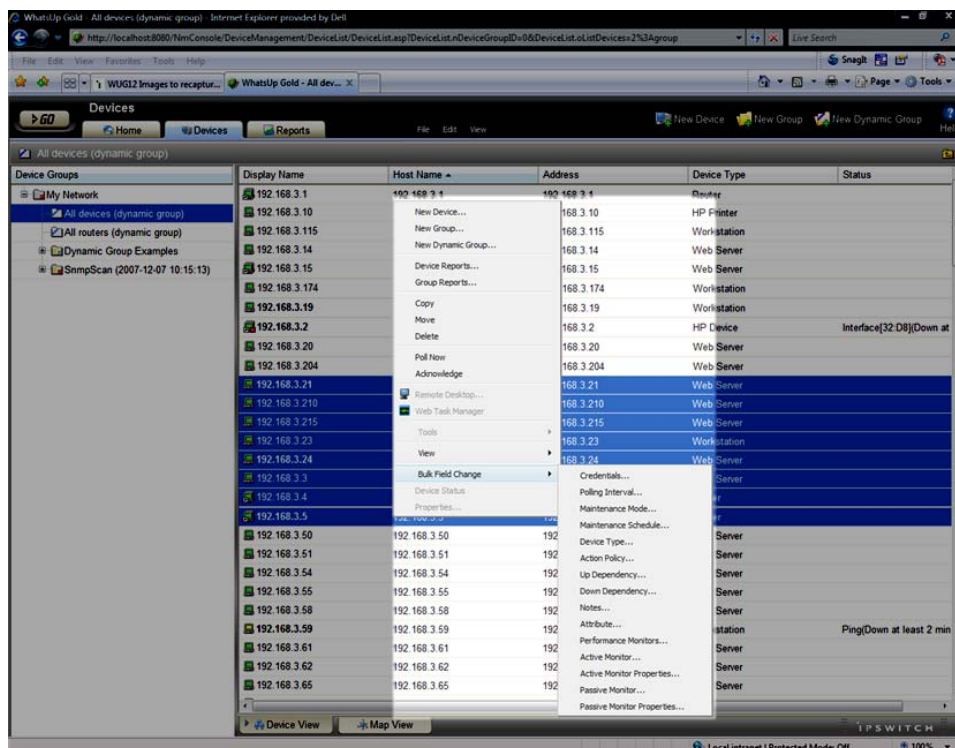 WhatsUp Gold - All devices (dynamic group) - Internet Explorer provided by Dell
http://localhost:8080/NmConsole/DeviceManagement/DeviceList/DeviceList.asp?DeviceList.nDeviceGroupID=0&DeviceList.oListDevices=2%3Agroup
Live Search
File Edit View Favorites Tools Help
SnagIt
WUG12 Images to recaptur...
WhatsUp Gold - All dev... X
Page
Tools
GO
Devices
Home
Devices
Reports
File Edit View
New Device
New Group
New Dynamic Group
All devices (dynamic group)
Device Groups
My Network
All devices (dynamic group)
All routers (dynamic group)
Dynamic Group Examples
SnmpScan (2007-12-07 10:15:13)
Display Name Host Name Address Device Type Status
192.168.3.1 192.168.3.1 192.168.3.1 Router
192.168.3.10 168.3.10 HP Printer
192.168.3.115 168.3.115 Workstation
192.168.3.14 168.3.14 Web Server
192.168.3.15 168.3.15 Web Server
192.168.3.174 168.3.174 Workstation
192.168.3.19 168.3.19 Workstation
192.168.3.2 168.3.2 HP Device Interface[32:D8](Down at
192.168.3.20 168.3.20 Web Server
192.168.3.204 168.3.204 Web Server
192.168.3.21 168.3.21 Web Server
192.168.3.210 168.3.210 Web Server
192.168.3.215 168.3.215 Web Server
192.168.3.23 168.3.23 Workstation
192.168.3.24 168.3.24 Web Server
192.168.3.3 Server
192.168.3.4
192.168.3.5
192.168.3.50 192.168.3.50 192 Server
192.168.3.51 192.168.3.51 192 Server
192.168.3.54 192.168.3.54 192 Server
192.168.3.55 192.168.3.55 192 Server
192.168.3.58 192.168.3.58 192 Server
192.168.3.59 192.168.3.59 192 station Ping(Down at least 2 min
192.168.3.61 192.168.3.61 192 Server
192.168.3.62 192.168.3.62 192 Server
192.168.3.65 192.168.3.65 192 Server
New Device...
New Group...
New Dynamic Group...
Device Reports...
Group Reports...
Copy
Move
Delete
Poll Now
Acknowledge
Remote Desktop...
Web Task Manager
Tools
View
Bulk Field Change
Device Status
Properties...
Credentials...
Polling Interval...
Maintenance Mode...
Maintenance Schedule...
Device Type...
Action Policy...
Up Dependency...
Down Dependency...
Notes...
Attribute...
Performance Monitors...
Active Monitor...
Active Monitor Properties...
Passive Monitor...
Passive Monitor Properties...
Device View
Map View
IPSWITCH
Local intranet | Protected Mode: Off
100%